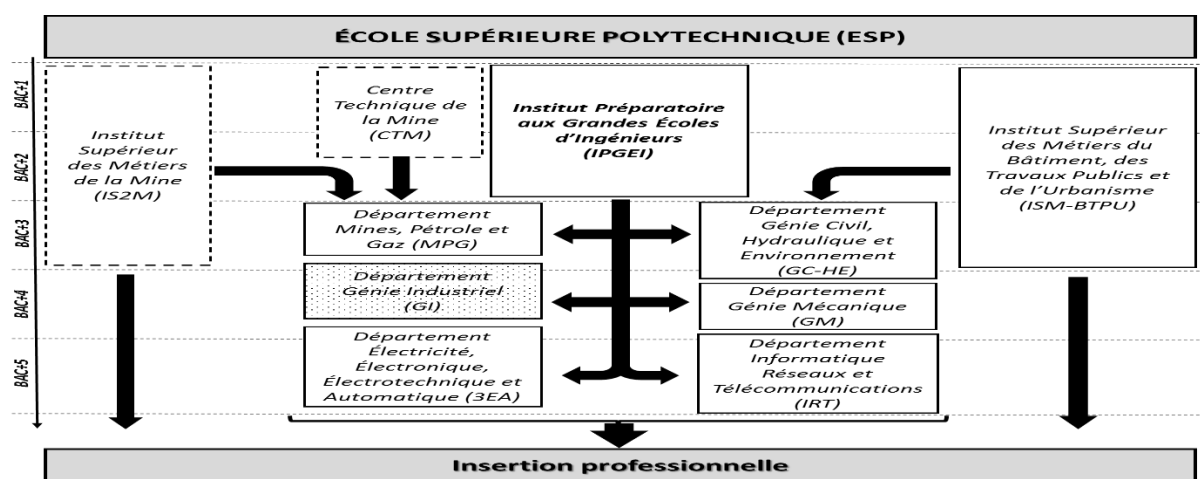 ÉCOLE SUPÉRIEURE POLYTECHNIQUE (ESP)
BAC+1
BAC+2
BAC+3
BAC+4
BAC+5
Institut
Supérieur
des Métiers
de la Mine
(IS2M)
Centre
Technique de
la Mine
(CTM)
Institut Préparatoire
aux Grandes Écoles
d’Ingénieurs
(IPGEI)
Institut Supérieur
des Métiers du
Bâtiment, des
Travaux Publics et
de l’Urbanisme
(ISM-BTPU)
Département
Mines, Pétrole et
Gaz (MPG)
Département
Génie Industriel
(GI)
Département
Électricité,
Électronique,
Électrotechnique et
Automatique (3EA)
Département
Génie Civil,
Hydraulique et
Environnement
(GC-HE)
Département
Génie Mécanique
(GM)
Département
Informatique
Réseaux et
Télécommunications
(IRT)
Insertion professionnelle